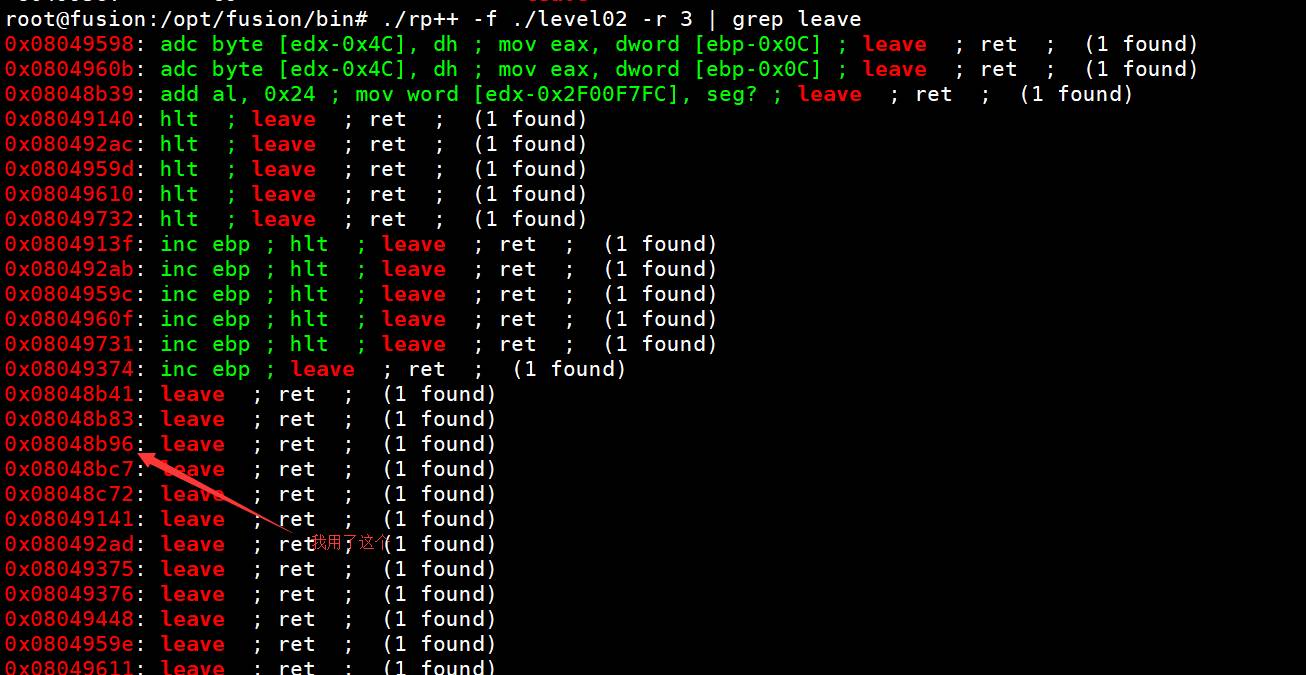 root@fusion:/opt/fusion/bin# ./rp++ -f ./level02 -r 3 | grep leave
0x08049598: adc byte [edx-0x4C], dh ; mov eax, dword [ebp-0x0C] ; leave  ; ret  ;  (1 found)
0x0804960b: adc byte [edx-0x4C], dh ; mov eax, dword [ebp-0x0C] ; leave  ; ret  ;  (1 found)
0x08048b39: add al, 0x24 ; mov word [edx-0x2F00F7FC], seg? ; leave  ; ret  ;  (1 found)
0x08049140: hlt  ; leave  ; ret  ;  (1 found)
0x080492ac: hlt  ; leave  ; ret  ;  (1 found)
0x0804959d: hlt  ; leave  ; ret  ;  (1 found)
0x08049610: hlt  ; leave  ; ret  ;  (1 found)
0x08049732: hlt  ; leave  ; ret  ;  (1 found)
0x0804913f: inc ebp ; hlt  ; leave  ; ret  ;  (1 found)
0x080492ab: inc ebp ; hlt  ; leave  ; ret  ;  (1 found)
0x0804959c: inc ebp ; hlt  ; leave  ; ret  ;  (1 found)
0x0804960f: inc ebp ; hlt  ; leave  ; ret  ;  (1 found)
0x08049731: inc ebp ; hlt  ; leave  ; ret  ;  (1 found)
0x08049374: inc ebp ; leave  ; ret  ;  (1 found)
0x08048b41: leave  ; ret  ;  (1 found)
0x08048b83: leave  ; ret  ;  (1 found)
0x08048b96: leave  ; ret  ;  (1 found)
0x08048bc7: leave  ; ret  ;  (1 found)
0x08048c72: leave  ; ret  ;  (1 found)
0x08049141: leave  ; ret  ;  (1 found)
0x080492ad: leave  ; ret  ;  (1 found)
我用了这个
0x08049375: leave  ; ret  ;  (1 found)
0x08049376: leave  ; ret  ;  (1 found)
0x08049448: leave  ; ret  ;  (1 found)
0x0804959e: leave  ; ret  ;  (1 found)
0x08049611: leave  ; ret  ;  (1 found)